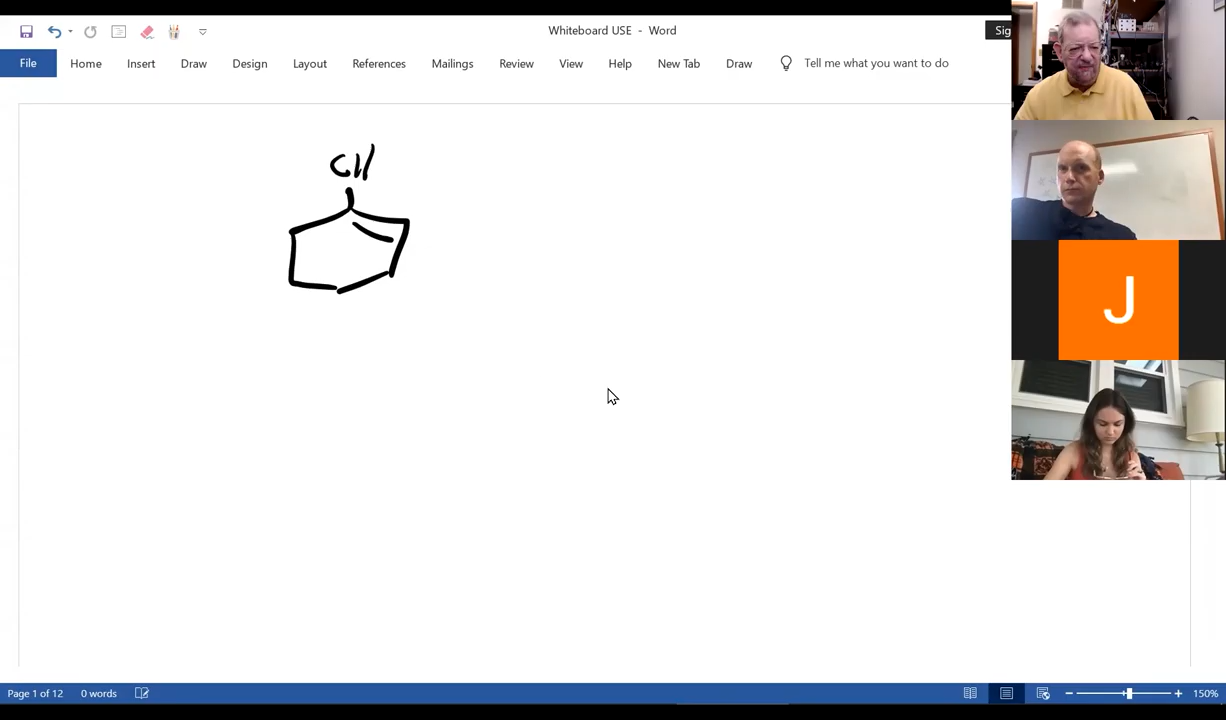 Whiteboard USE - Word
Sig
File Home Insert Draw Design Layout References Mailings Review View Help New Tab Draw Tell me what you want to do
J
Page 1 of 12 0 words 150%